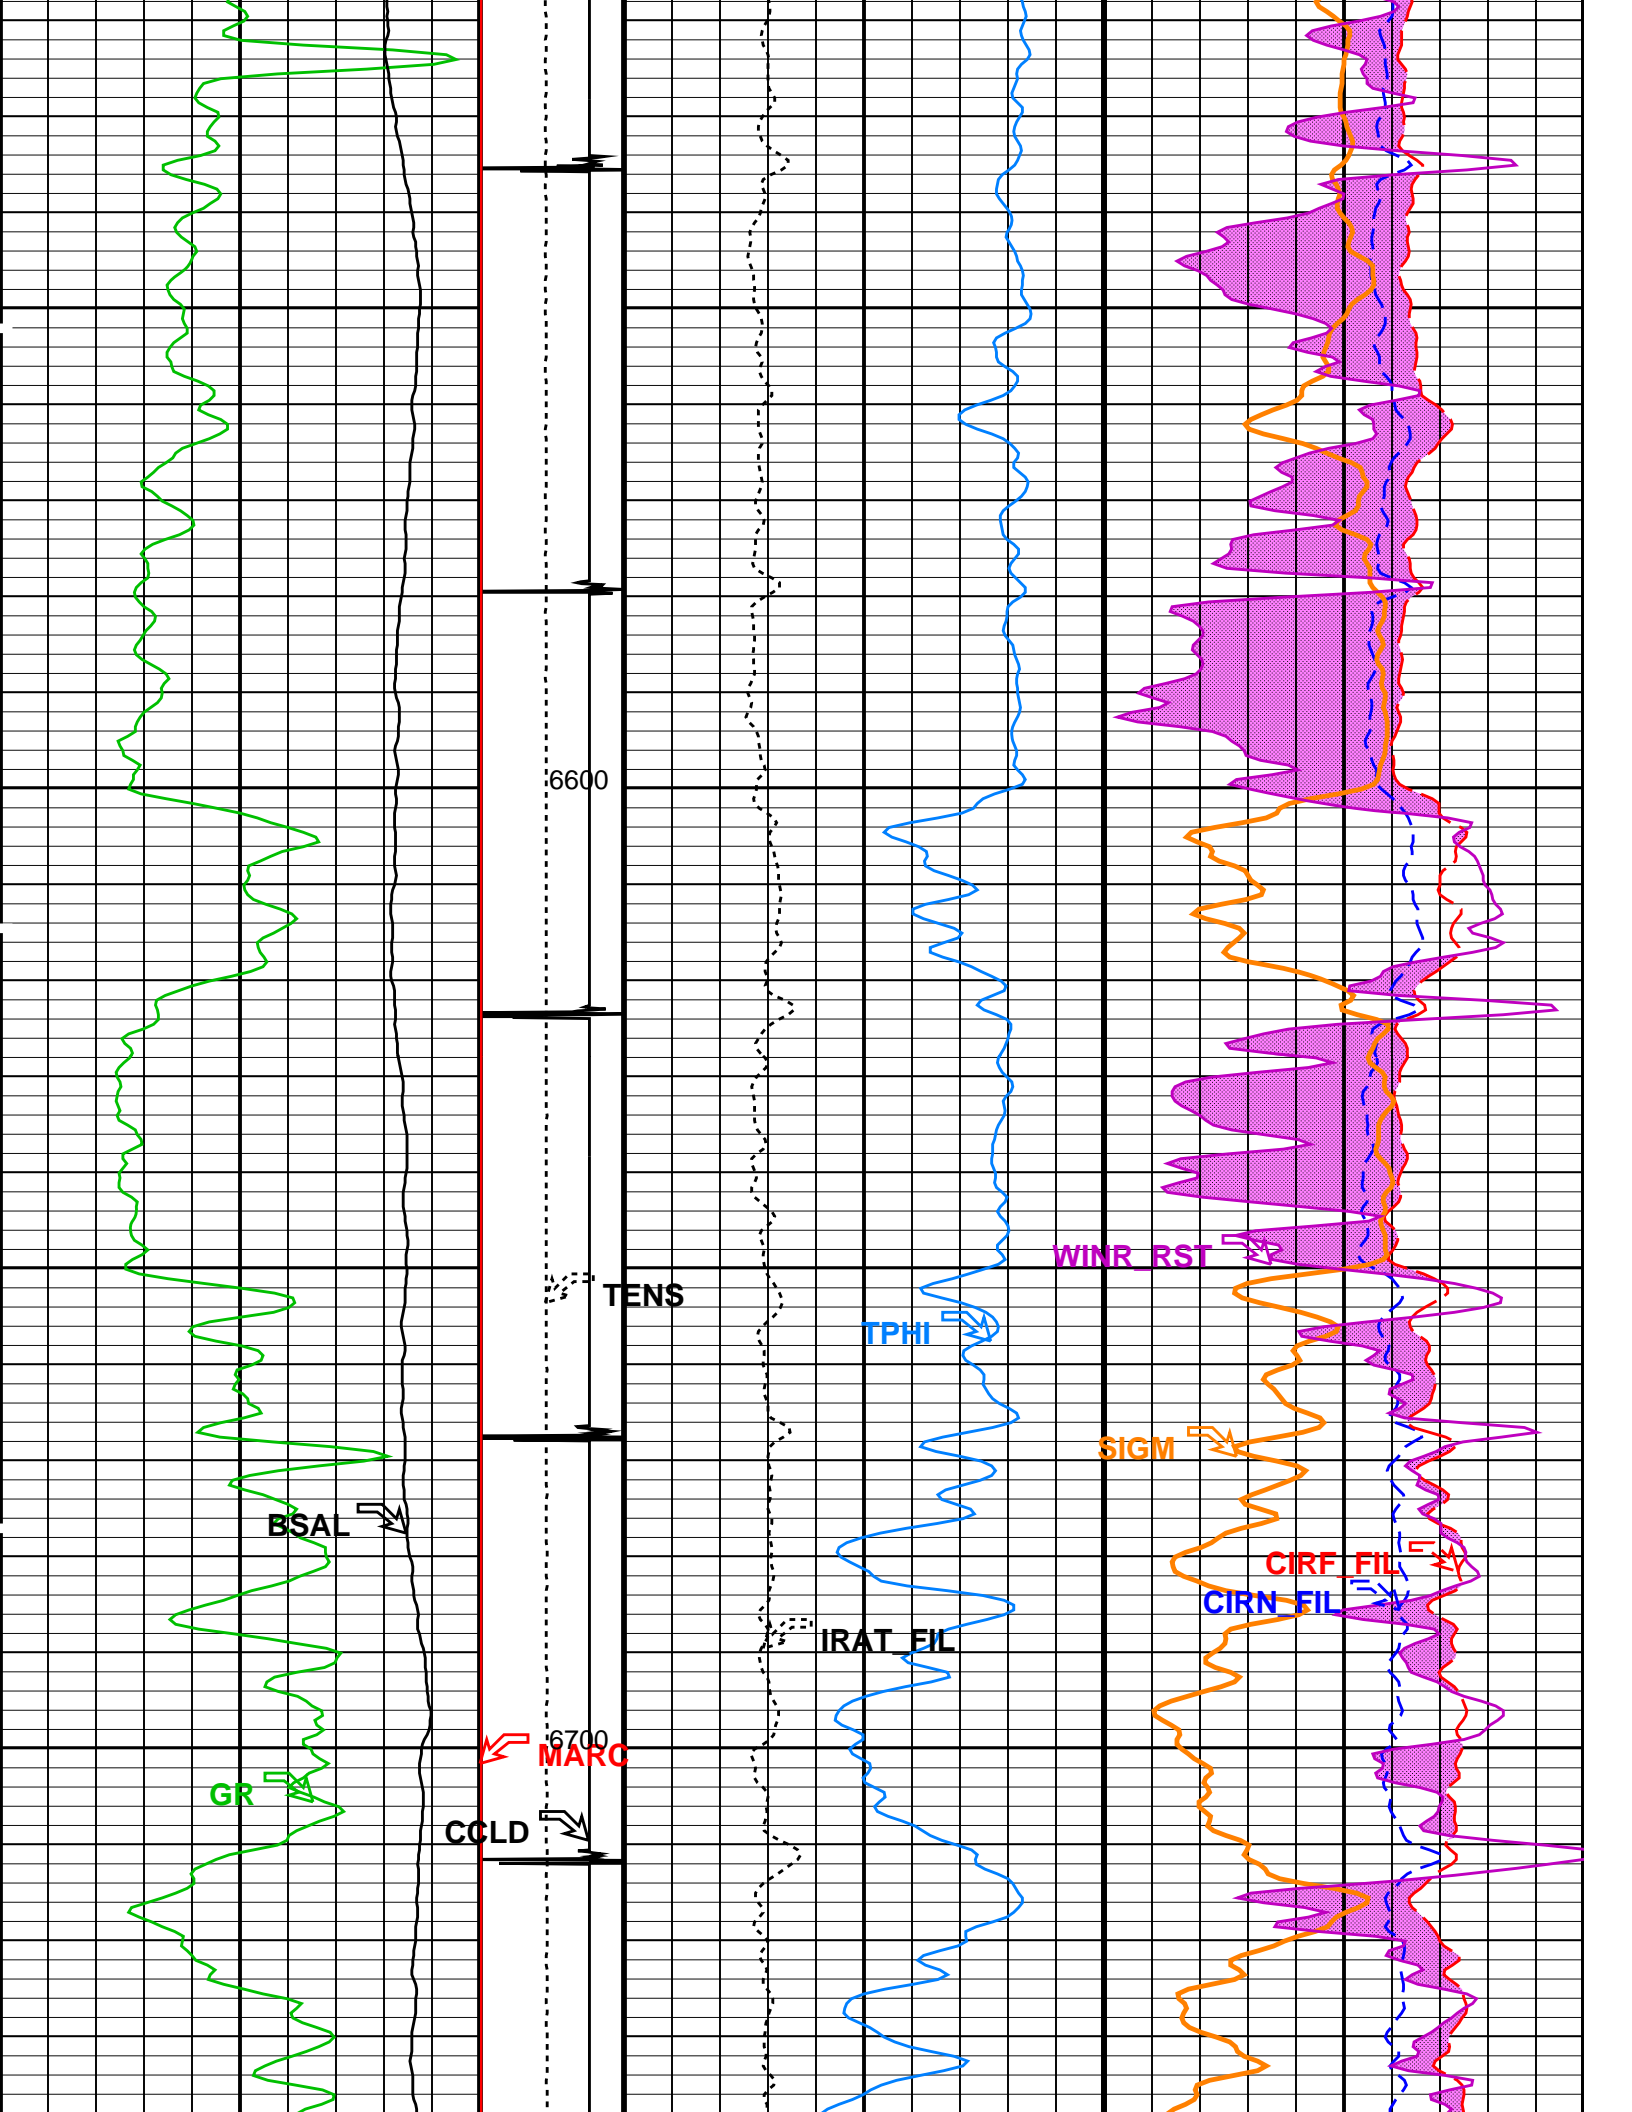 6600
WINR_RST
TENS
TPHI
SIGM
BSAL
CIRF_FIL
CIRN_FIL
IRAT_FIL
6700
MARC
GR
CCLD